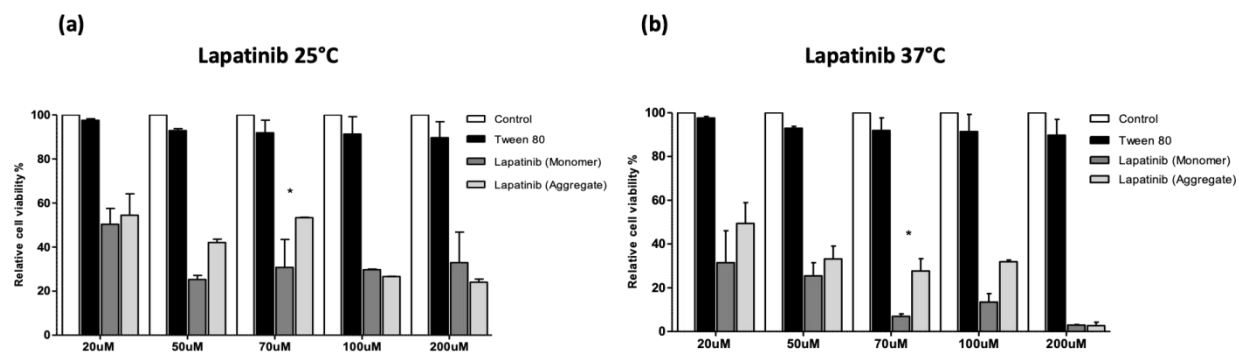 (a)
Lapatinib 25°C
Relative cell viability %
100
80
60
40
20
0
*
Control
Tween 80
Lapatinib (Monomer)
Lapatinib (Aggregate)
20uM 50uM 70uM 100uM 200uM
(b)
Lapatinib 37°C
Relative cell viability %
100
80
60
40
20
0
*
Control
Tween 80
Lapatinib (Monomer)
Lapatinib (Aggregate)
20uM 50uM 70uM 100uM 200uM